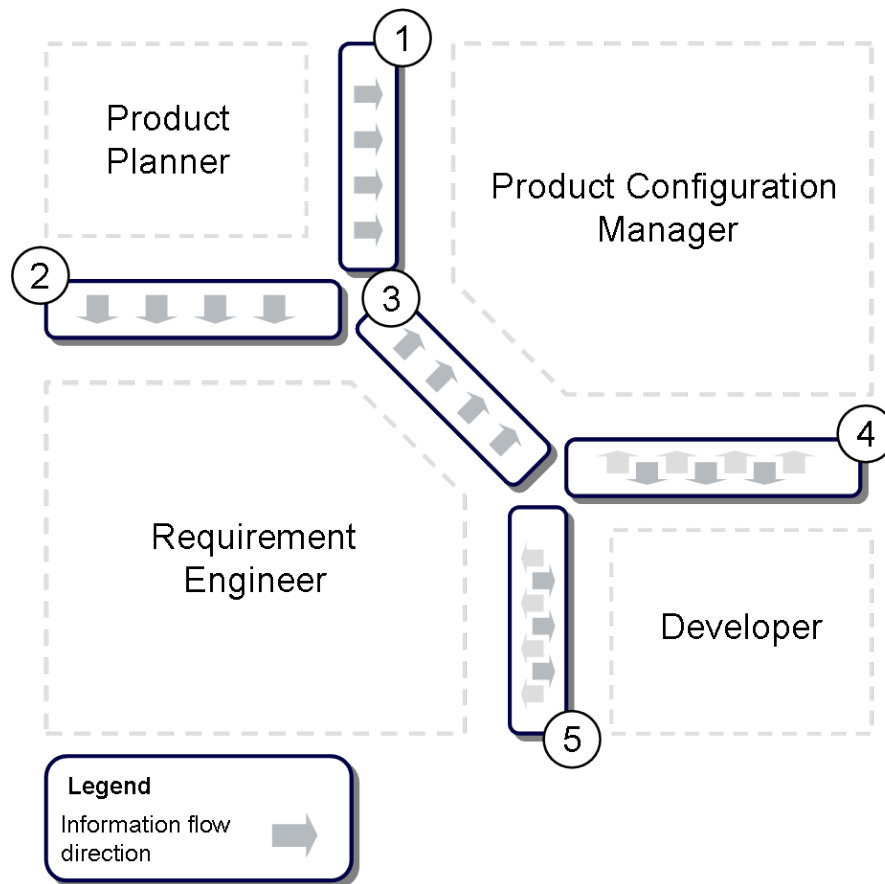 1
Product
Planner
Product Configuration
Manager
2
3
4
Requirement
Engineer
Developer
5
Legend
Information flow
direction